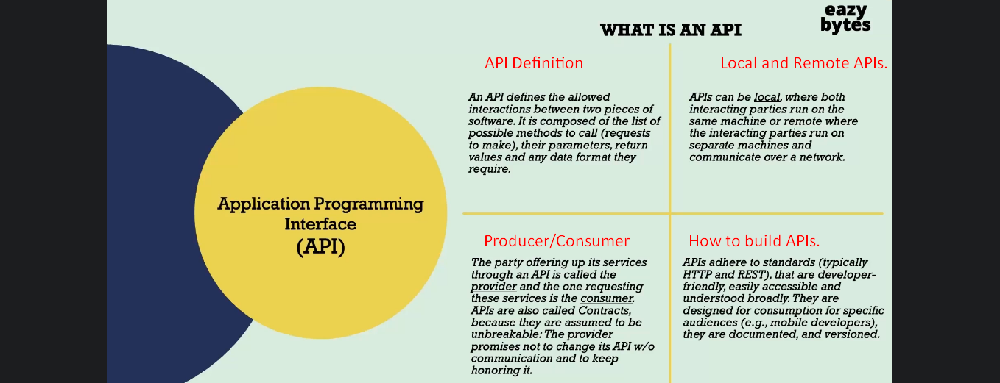 eazy
bytes
WHAT IS AN API
Application Programming
Interface
(API)
API Definition
An API defines the allowed
interactions between two pieces of
software. It is composed of the list of
possible methods to call (requests
to make), their parameters, return
values and any data format they
require.
Local and Remote APIs.
APIs can be local, where both
interacting parties run on the
same machine or remote where
the interacting parties run on
separate machines and
communicate over a network.
Producer/Consumer
The party offering up its services
through an API is called the
provider and the one requesting
these services is the consumer.
APIs are also called Contracts,
because they are assumed to be
unbreakable: The provider
promises not to change its API w/o
communication and to keep
honoring it.
How to build APIs.
APIs adhere to standards (typically
HTTP and REST), that are developer-
friendly, easily accessible and
understood broadly. They are
designed for consumption for specific
audiences (e.g., mobile developers),
they are documented, and versioned.